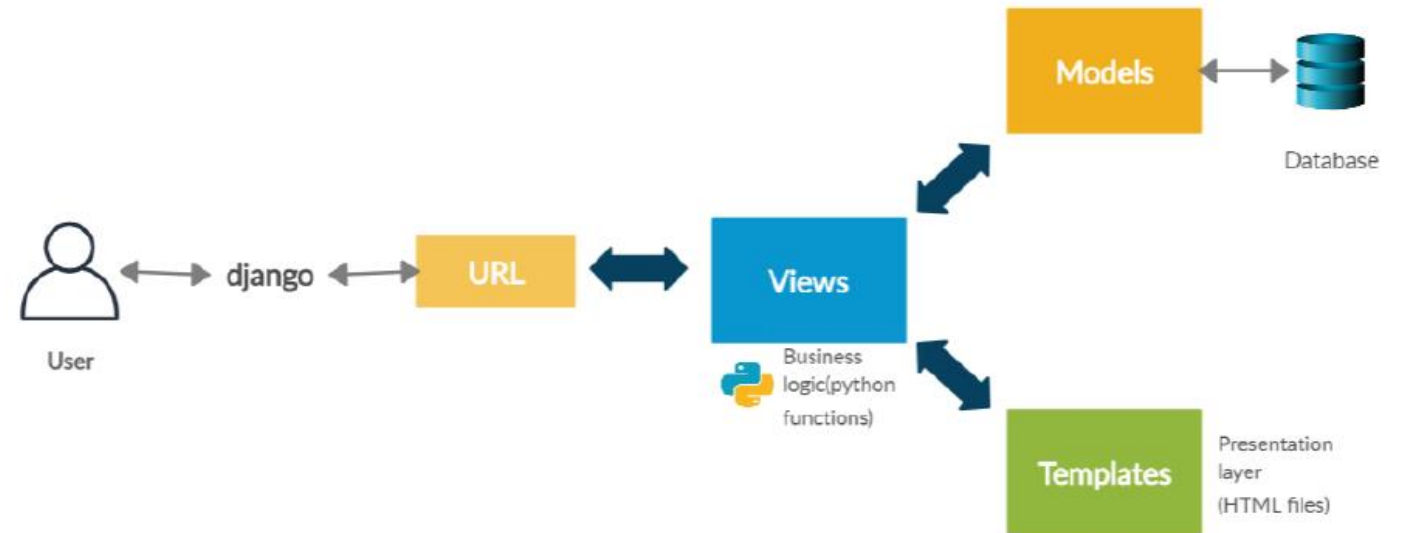 Models
Database
django
URL
Views
User
Business
logic(python
functions)
Templates
Presentation
layer
(HTML files)